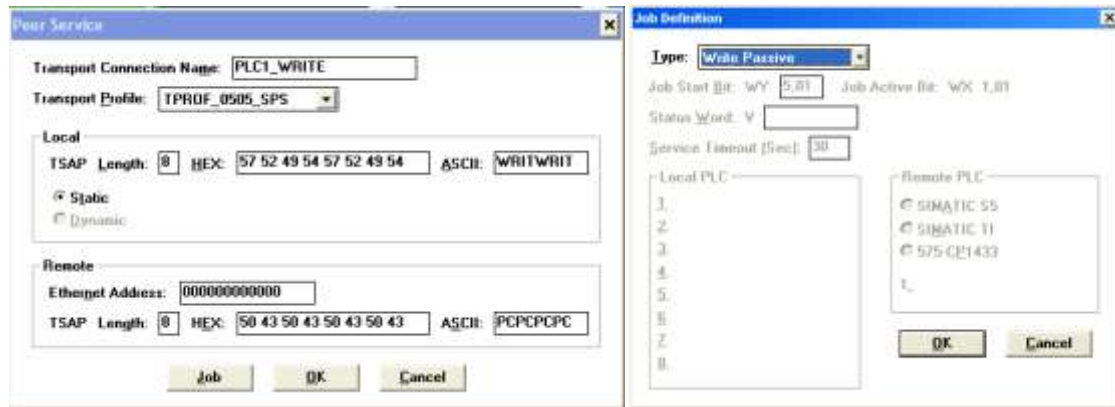 Peer Service
Transport Connection Name: PLC1_WRITE
Transport Profile: TPROF_0505_SPS
Local
TSAP Length: 8 HEX: 57 52 49 54 57 52 49 54 ASCII: WRITWRIT
Static
Dynamic
Remote
Ethernet Address: 000000000000
TSAP Length: 8 HEX: 50 43 50 43 50 43 50 43 ASCII: PCPCPCPC
Job OK Cancel
Job Definition
Type: Write Passive
Job Start Bit: WY 5,01 Job Active Bit: WX 1,01
Status Word: V
Service Timeout (Sec): 30
Local PLC
1.
2.
3.
4.
5.
6.
7.
8.
Remote PLC
SIMATIC S5
SIMATIC TI
575-CP1433
1.
OK Cancel